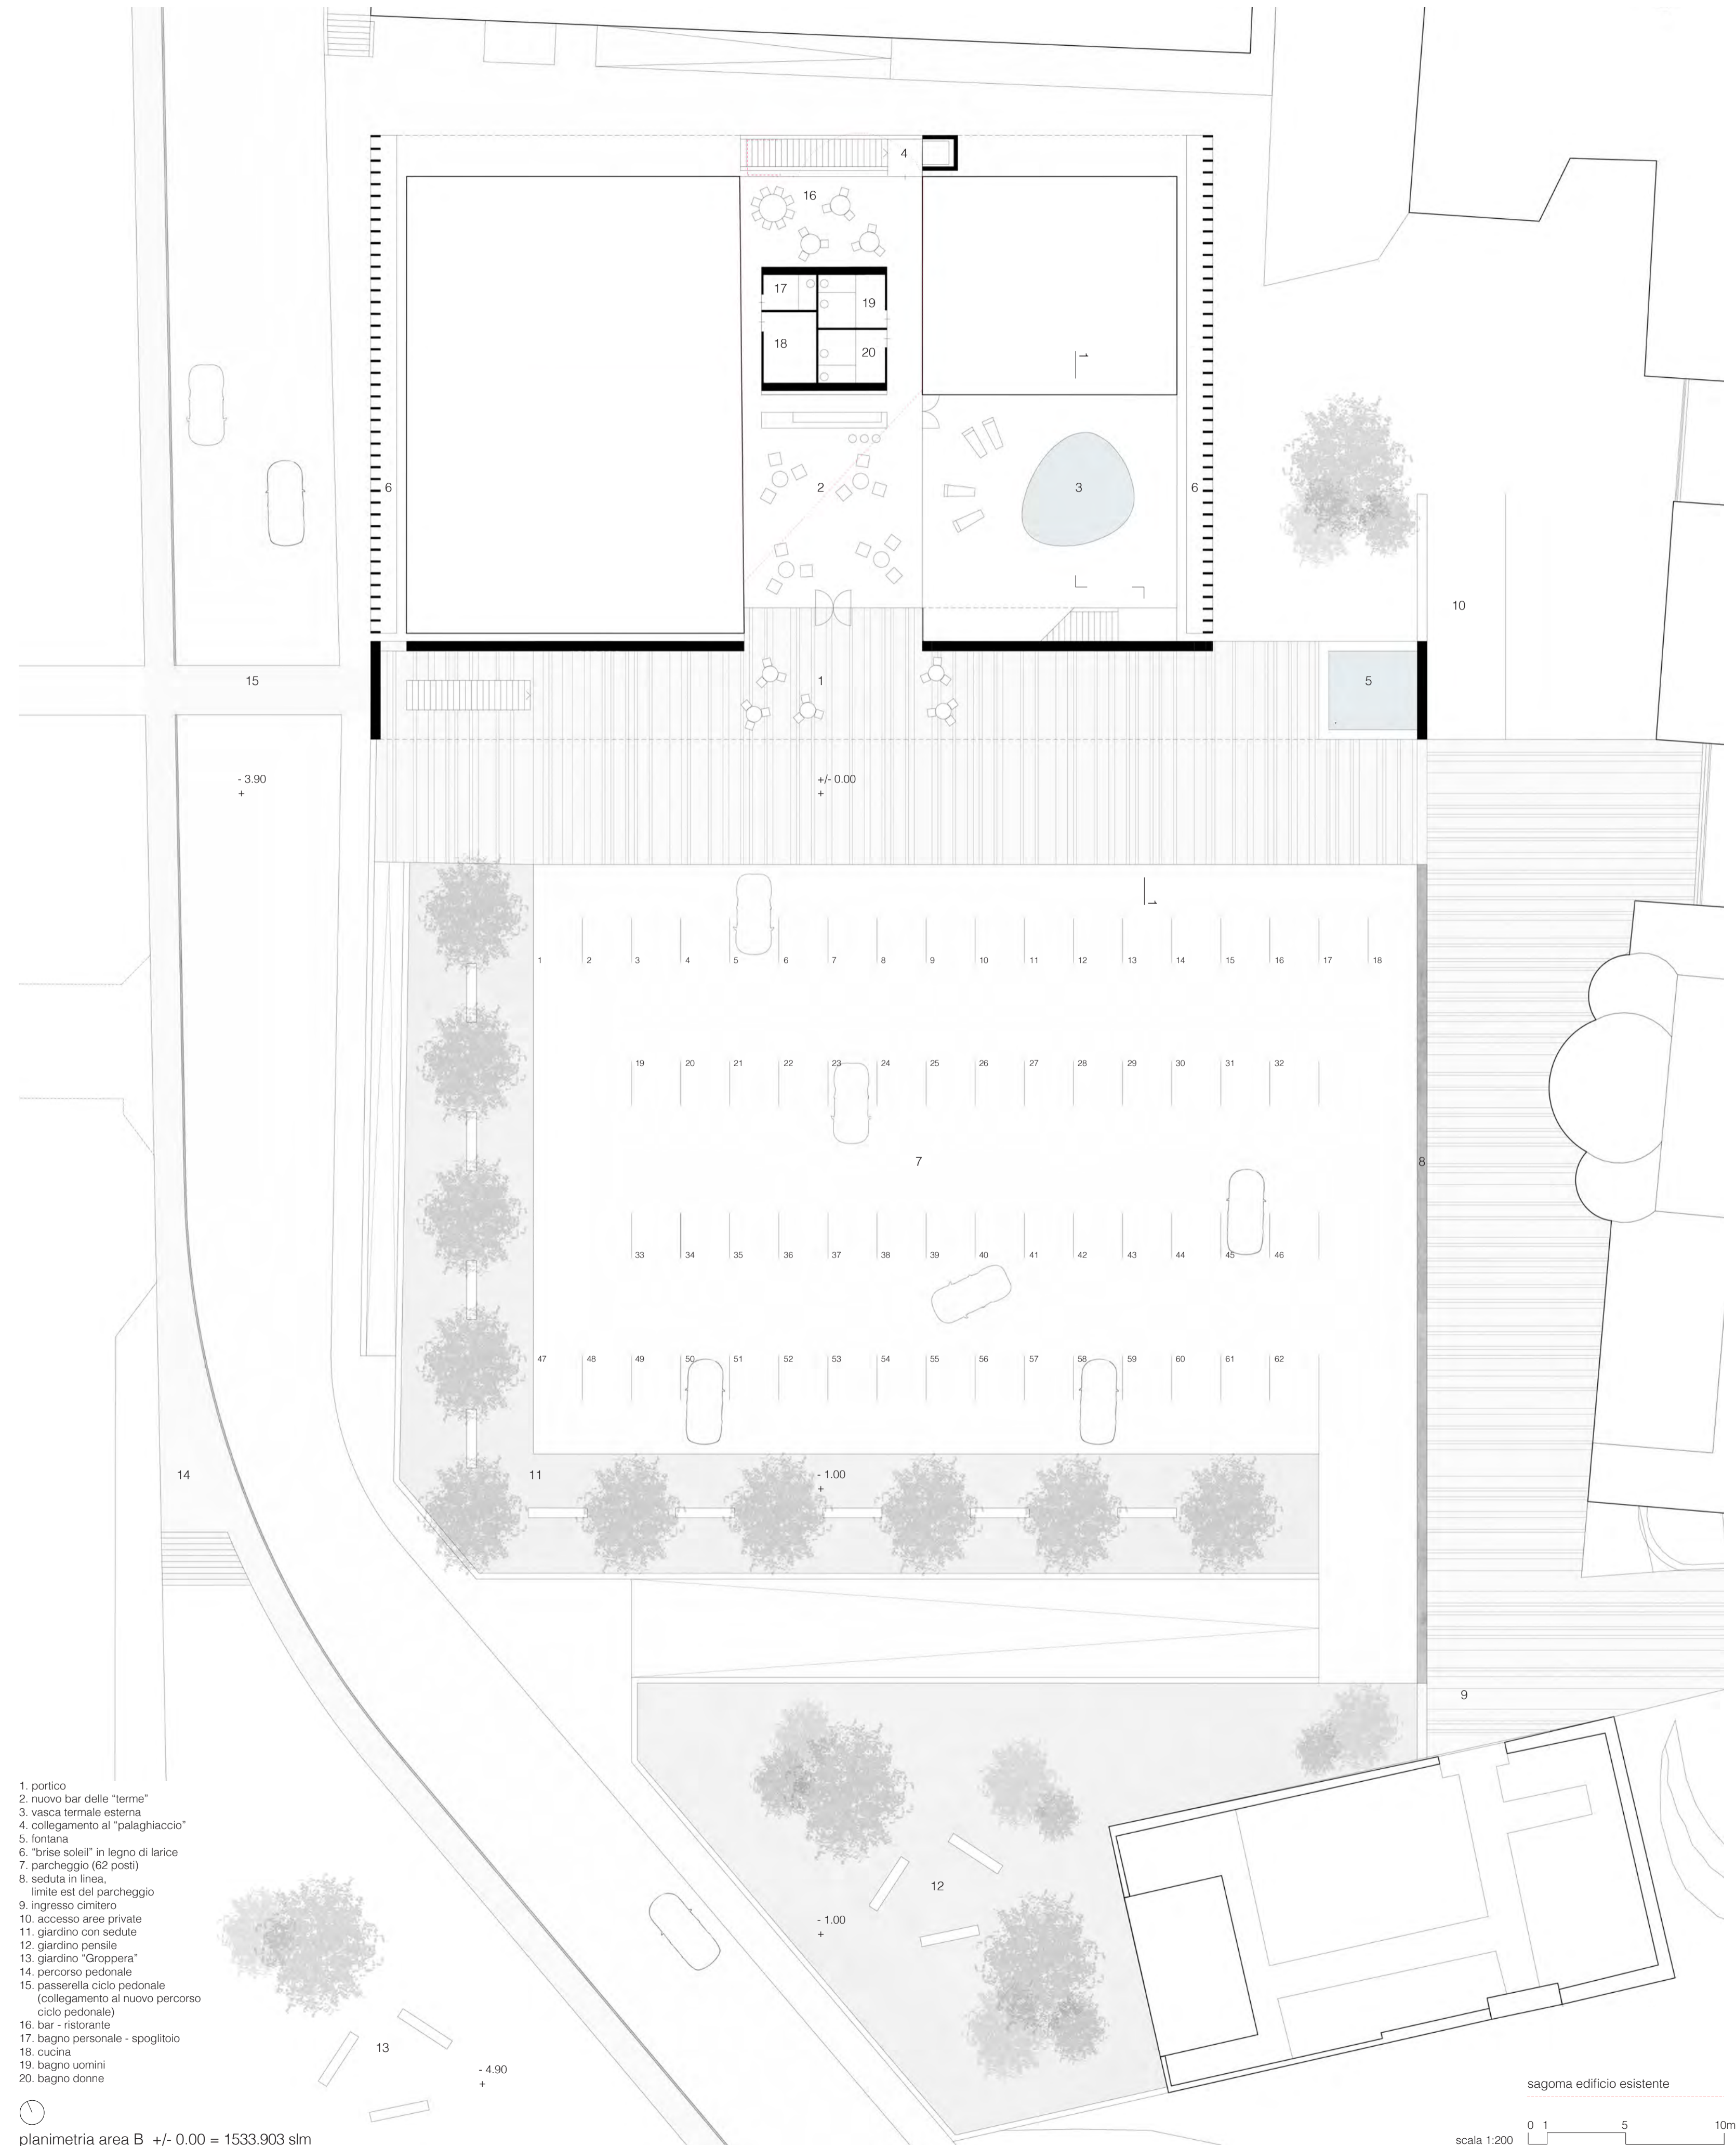 4
16
17
19
18
20
1
6
2
3
6
10
15
1
5
- 3.90
+
+/- 0.00
+
1
1 2 3 4 5 6 7 8 9 10 11 12 13 14 15 16 17 18
19 20 21 22 23 24 25 26 27 28 29 30 31 32
7
8
33 34 35 36 37 38 39 40 41 42 43 44 45 46
47 48 49 50 51 52 53 54 55 56 57 58 59 60 61 62
14
11
- 1.00
+
9
12
- 1.00
+
13
- 4.90
+
1. portico
2. nuovo bar delle “terme”
3. vasca termale esterna
4. collegamento al “palaghiaccio”
5. fontana
6. “brise soleil” in legno di larice
7. parcheggio (62 posti)
8. seduta in linea,
limite est del parcheggio
9. ingresso cimitero
10. accesso aree private
11. giardino con sedute
12. giardino pensile
13. giardino “Groppera”
14. percorso pedonale
15. passerella ciclo pedonale
(collegamento al nuovo percorso
ciclo pedonale)
16. bar - ristorante
17. bagno personale - spoglitoio
18. cucina
19. bagno uomini
20. bagno donne
planimetria area B +/- 0.00 = 1533.903 slm
sagoma edificio esistente
0 1 5 10m
scala 1:200